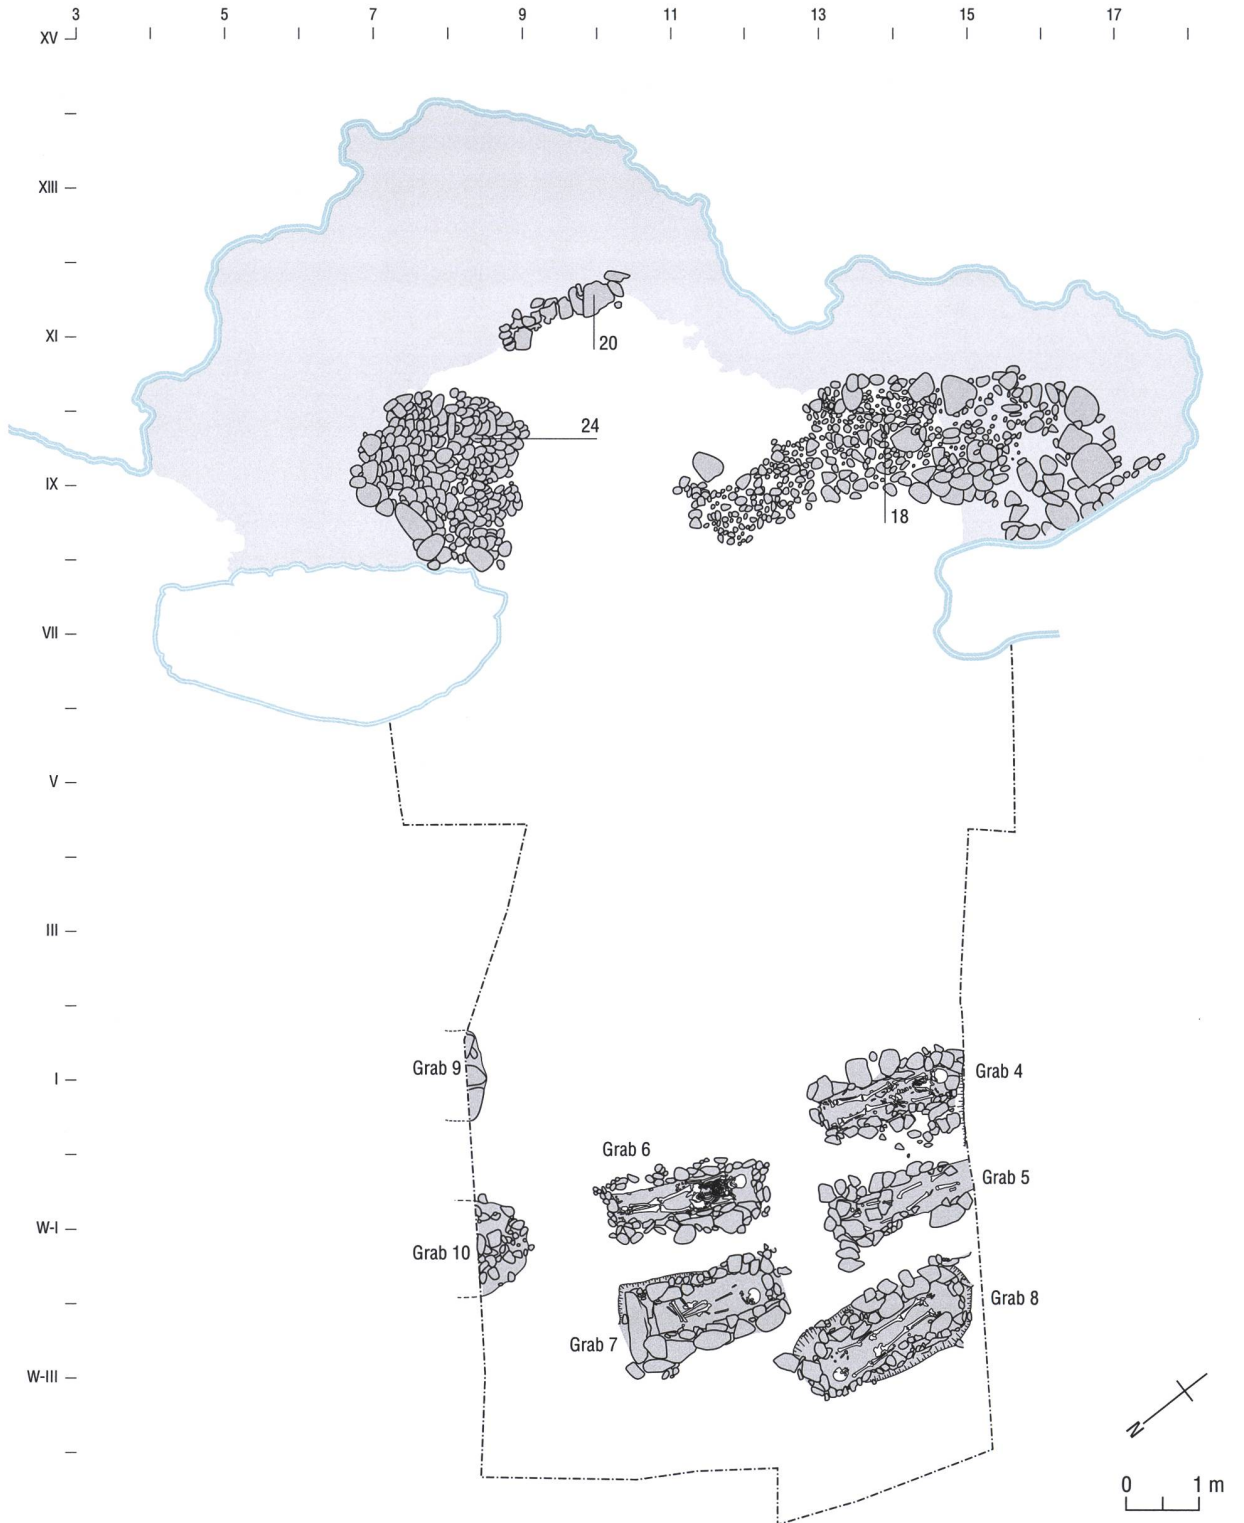 3 5 7 9 11 13 15 17
XV
XIII
XI
20
24
IX
18
VII
V
III
Grab 9
I
Grab 4
Grab 6
Grab 5
W-I
Grab 10
Grab 8
Grab 7
W-III
N
0 1 m